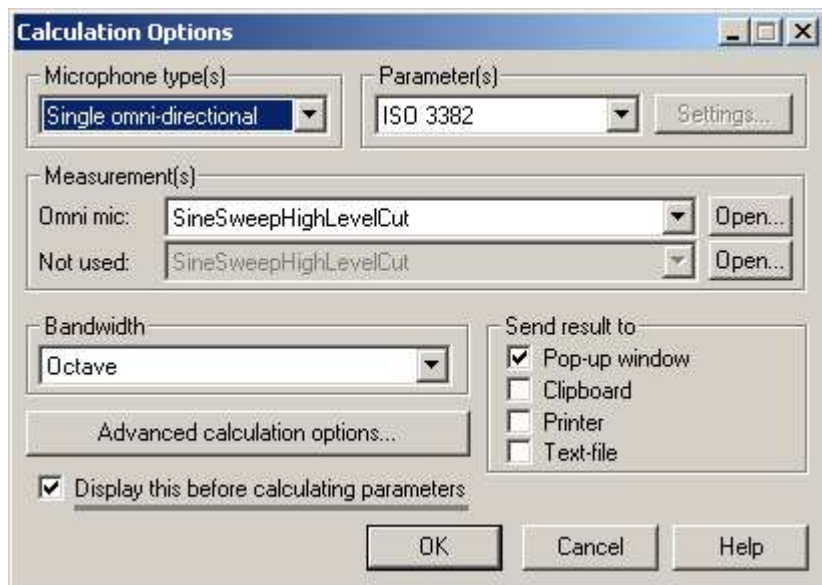 Calculation Options
Microphone type(s)
Single omni-directional
Parameter(s)
ISO 3382
Settings...
Measurement(s)
Omni mic:
SineSweepHighLevelCut
Open...
Not used:
SineSweepHighLevelCut
Open...
Bandwidth
Octave
Send result to
Pop-up window
Clipboard
Printer
Text-file
Advanced calculation options...
Display this before calculating parameters
OK
Cancel
Help